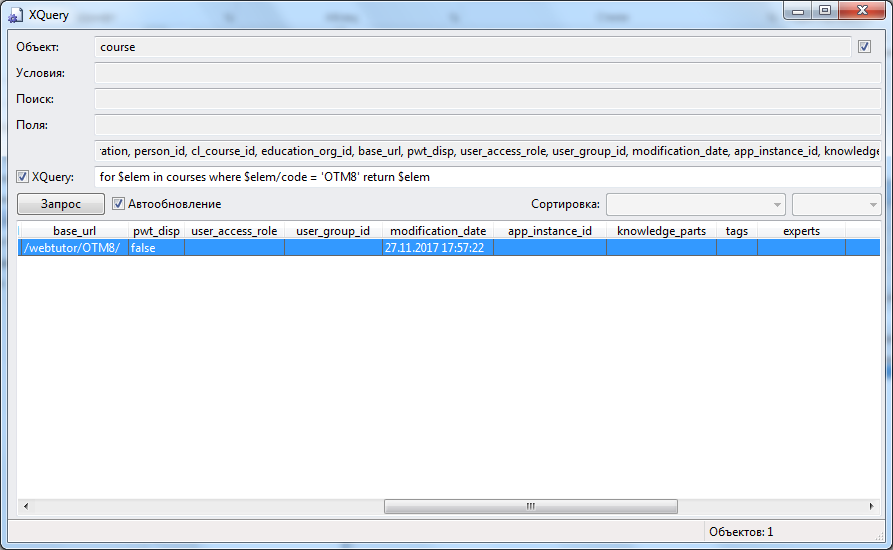 XQuery
Объект: course
Условия:
Поиск:
Поля:
ration, person_id, cl_course_id, education_org_id, base_url, pwt_disp, user_access_role, user_group_id, modification_date, app_instance_id, knowledge
XQuery: for $elem in courses where $elem/code = 'OTM8' return $elem
Запрос Автообновление Сортировка:
base_url pwt_disp user_access_role user_group_id modification_date app_instance_id knowledge_parts tags experts
/webtutor/OTM8/ false 27.11.2017 17:57:22
Объектов: 1